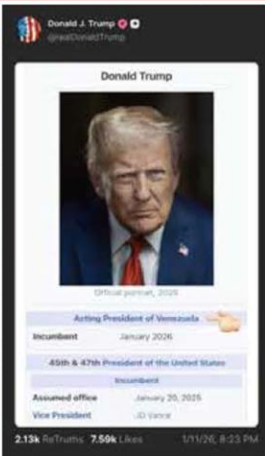 Donald J. Trump
@realDonaldTrump
Donald Trump
Official portrait, 2025
Acting President of Venezuela
Incumbent January 2026
45th & 47th President of the United States
Incumbent
Assumed office January 20, 2025
Vice President JD Vance
2.13k ReTruths 7.59k Likes 1/11/26, 8:23 PM